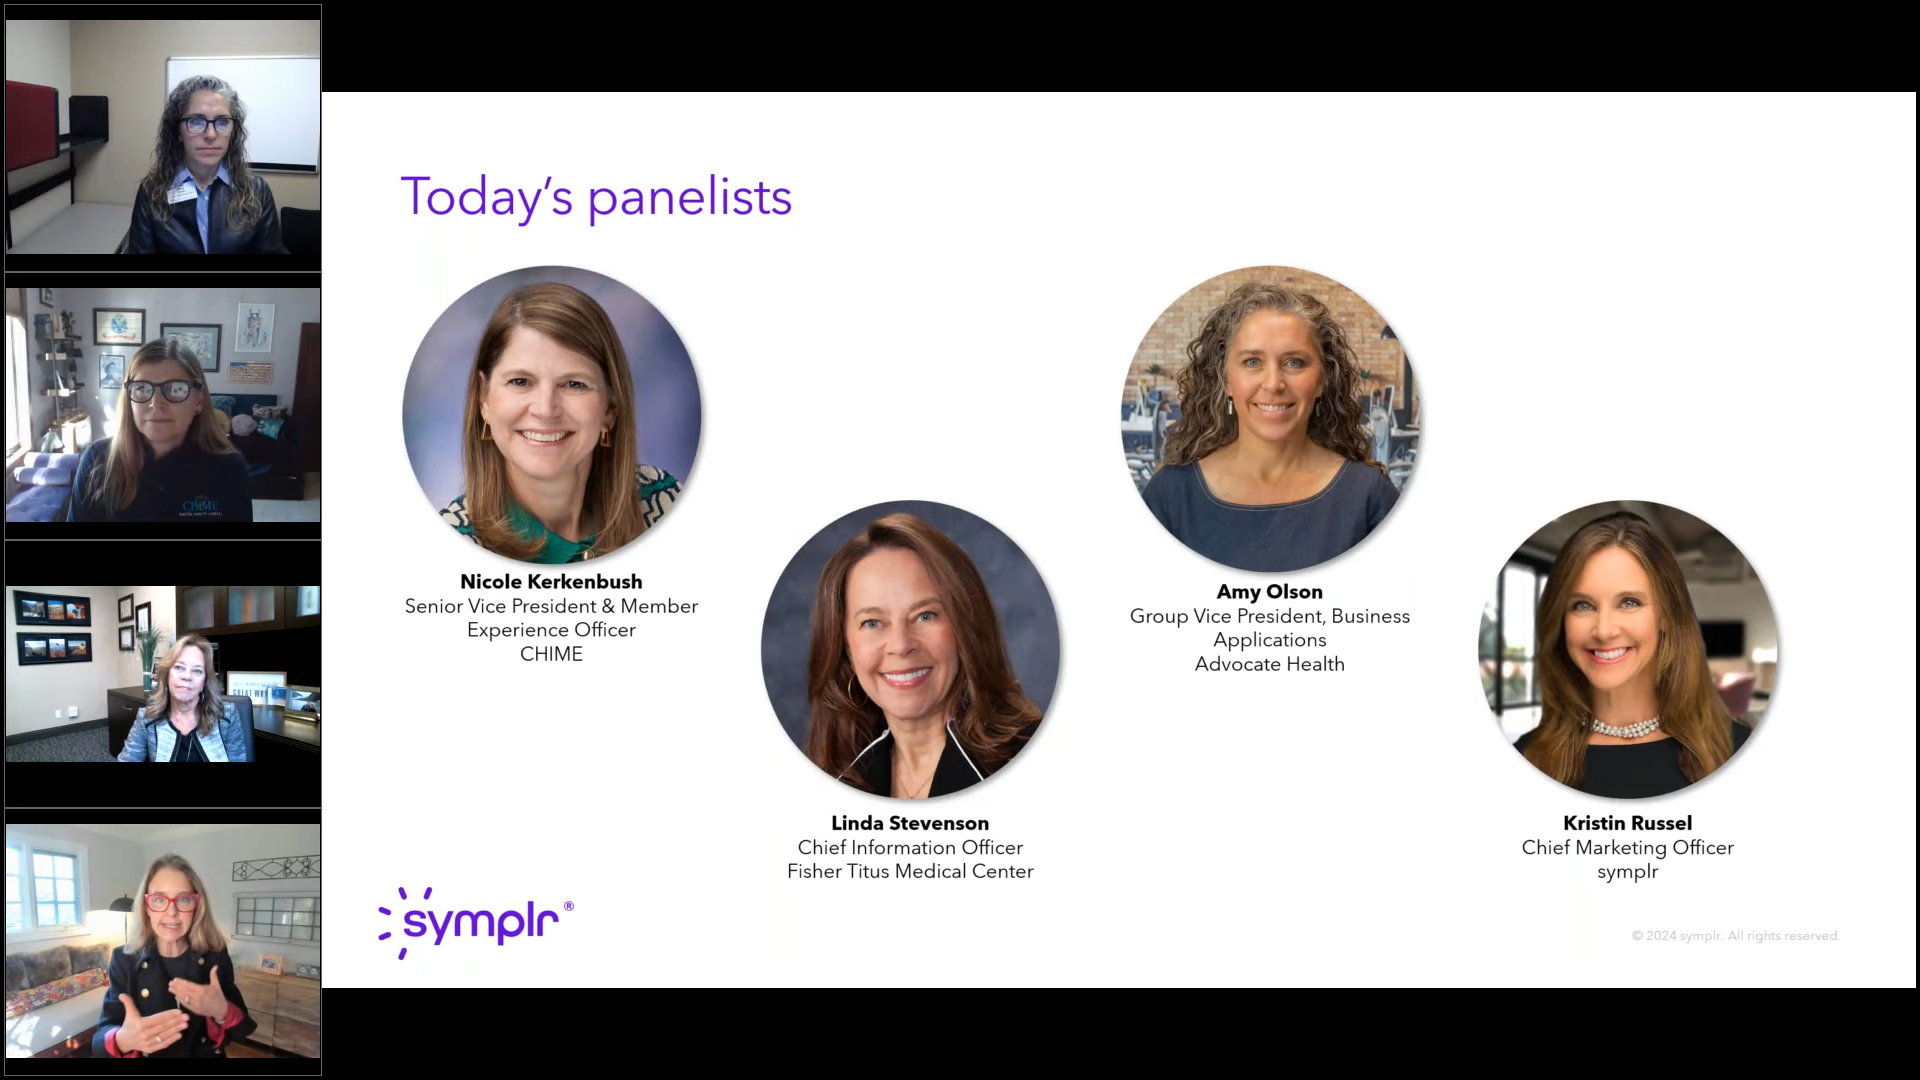 Today's panelists
Nicole Kerkenbush
Senior Vice President & Member
Experience Officer
CHIME
Linda Stevenson
Chief Information Officer
Fisher Titus Medical Center
Amy Olson
Group Vice President, Business
Applications
Advocate Health
Kristin Russel
Chief Marketing Officer
symplr
symplr®
© 2024 symplr. All rights reserved.
CHIME